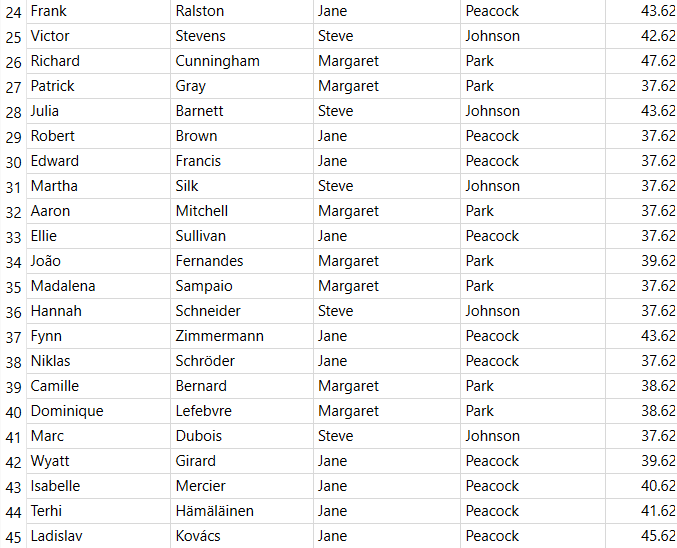 24 Frank Ralston Jane Peacock 43.62
25 Victor Stevens Steve Johnson 42.62
26 Richard Cunningham Margaret Park 47.62
27 Patrick Gray Margaret Park 37.62
28 Julia Barnett Steve Johnson 43.62
29 Robert Brown Jane Peacock 37.62
30 Edward Francis Jane Peacock 37.62
31 Martha Silk Steve Johnson 37.62
32 Aaron Mitchell Margaret Park 37.62
33 Ellie Sullivan Jane Peacock 37.62
34 João Fernandes Margaret Park 39.62
35 Madalena Sampaio Margaret Park 37.62
36 Hannah Schneider Steve Johnson 37.62
37 Fynn Zimmermann Jane Peacock 43.62
38 Niklas Schröder Jane Peacock 37.62
39 Camille Bernard Margaret Park 38.62
40 Dominique Lefebvre Margaret Park 38.62
41 Marc Dubois Steve Johnson 37.62
42 Wyatt Girard Jane Peacock 39.62
43 Isabelle Mercier Jane Peacock 40.62
44 Terhi Hämäläinen Jane Peacock 41.62
45 Ladislav Kovács Jane Peacock 45.62